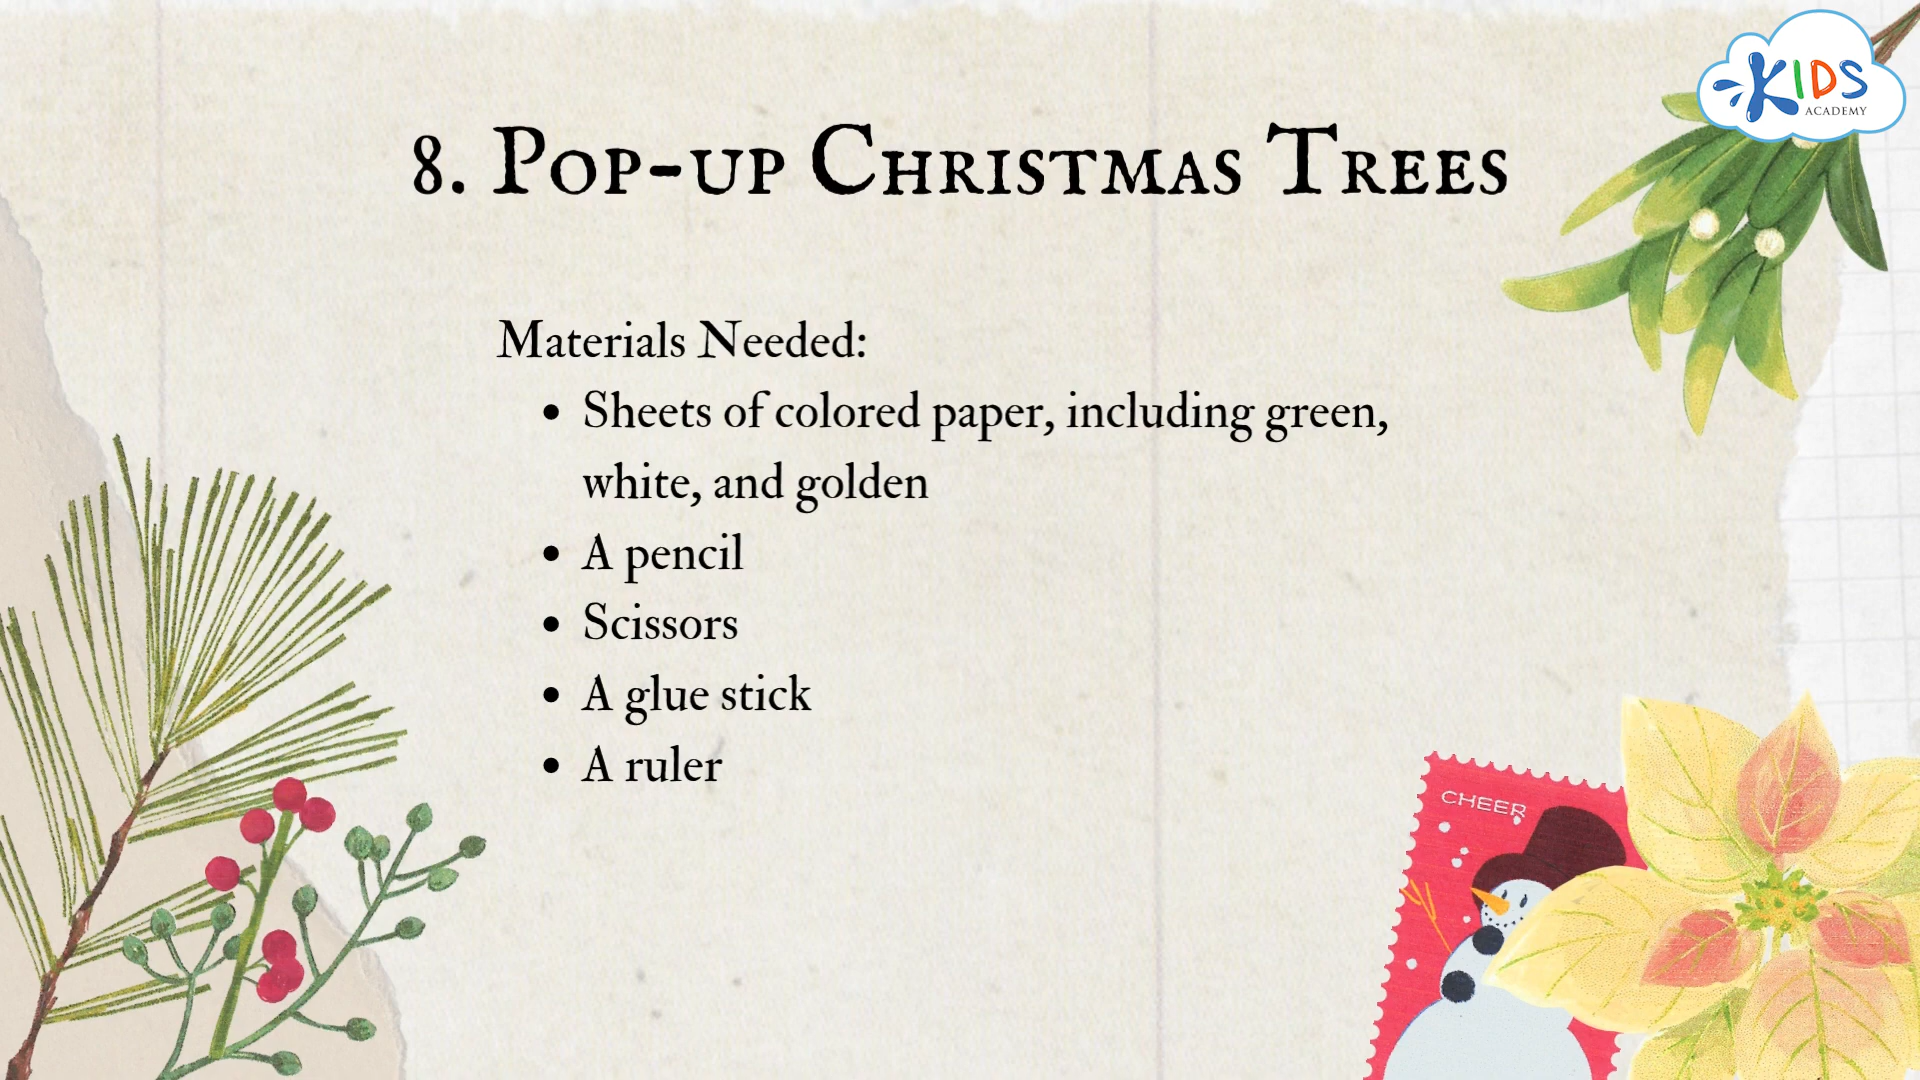 KIDS
ACADEMY
8. Pop-up Christmas Trees
Materials Needed:
• Sheets of colored paper, including green,
white, and golden
• A pencil
• Scissors
• A glue stick
• A ruler
CHEER